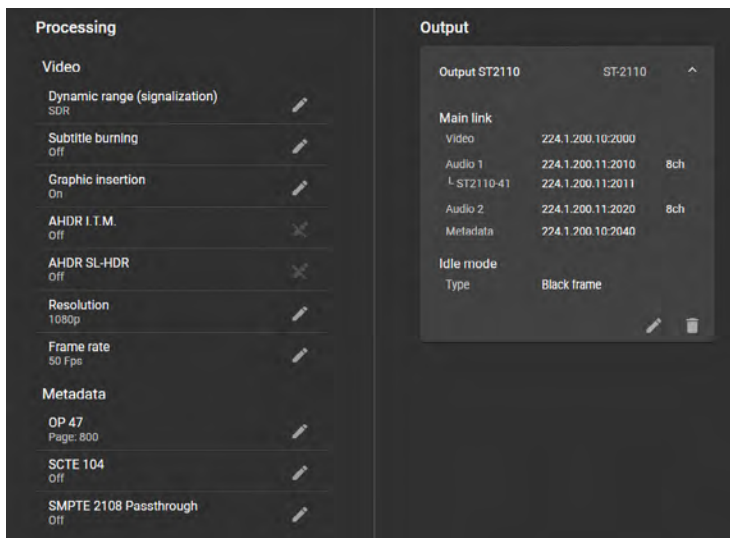 Processing
Video
Dynamic range (signalization)
SDR
Subtitle burning
Off
Graphic insertion
On
AHDR I.T.M.
Off
AHDR SL-HDR
Off
Resolution
1080p
Frame rate
50 Fps
Metadata
OP 47
Page: 800
SCTE 104
Off
SMPTE 2108 Passthrough
Off
Output
Output ST2110 ST-2110
Main link
Video 224.1.200.10:2000
Audio 1 224.1.200.11:2010 8ch
└ ST2110-41 224.1.200.11:2011
Audio 2 224.1.200.11:2020 8ch
Metadata 224.1.200.10:2040
Idle mode
Type Black frame